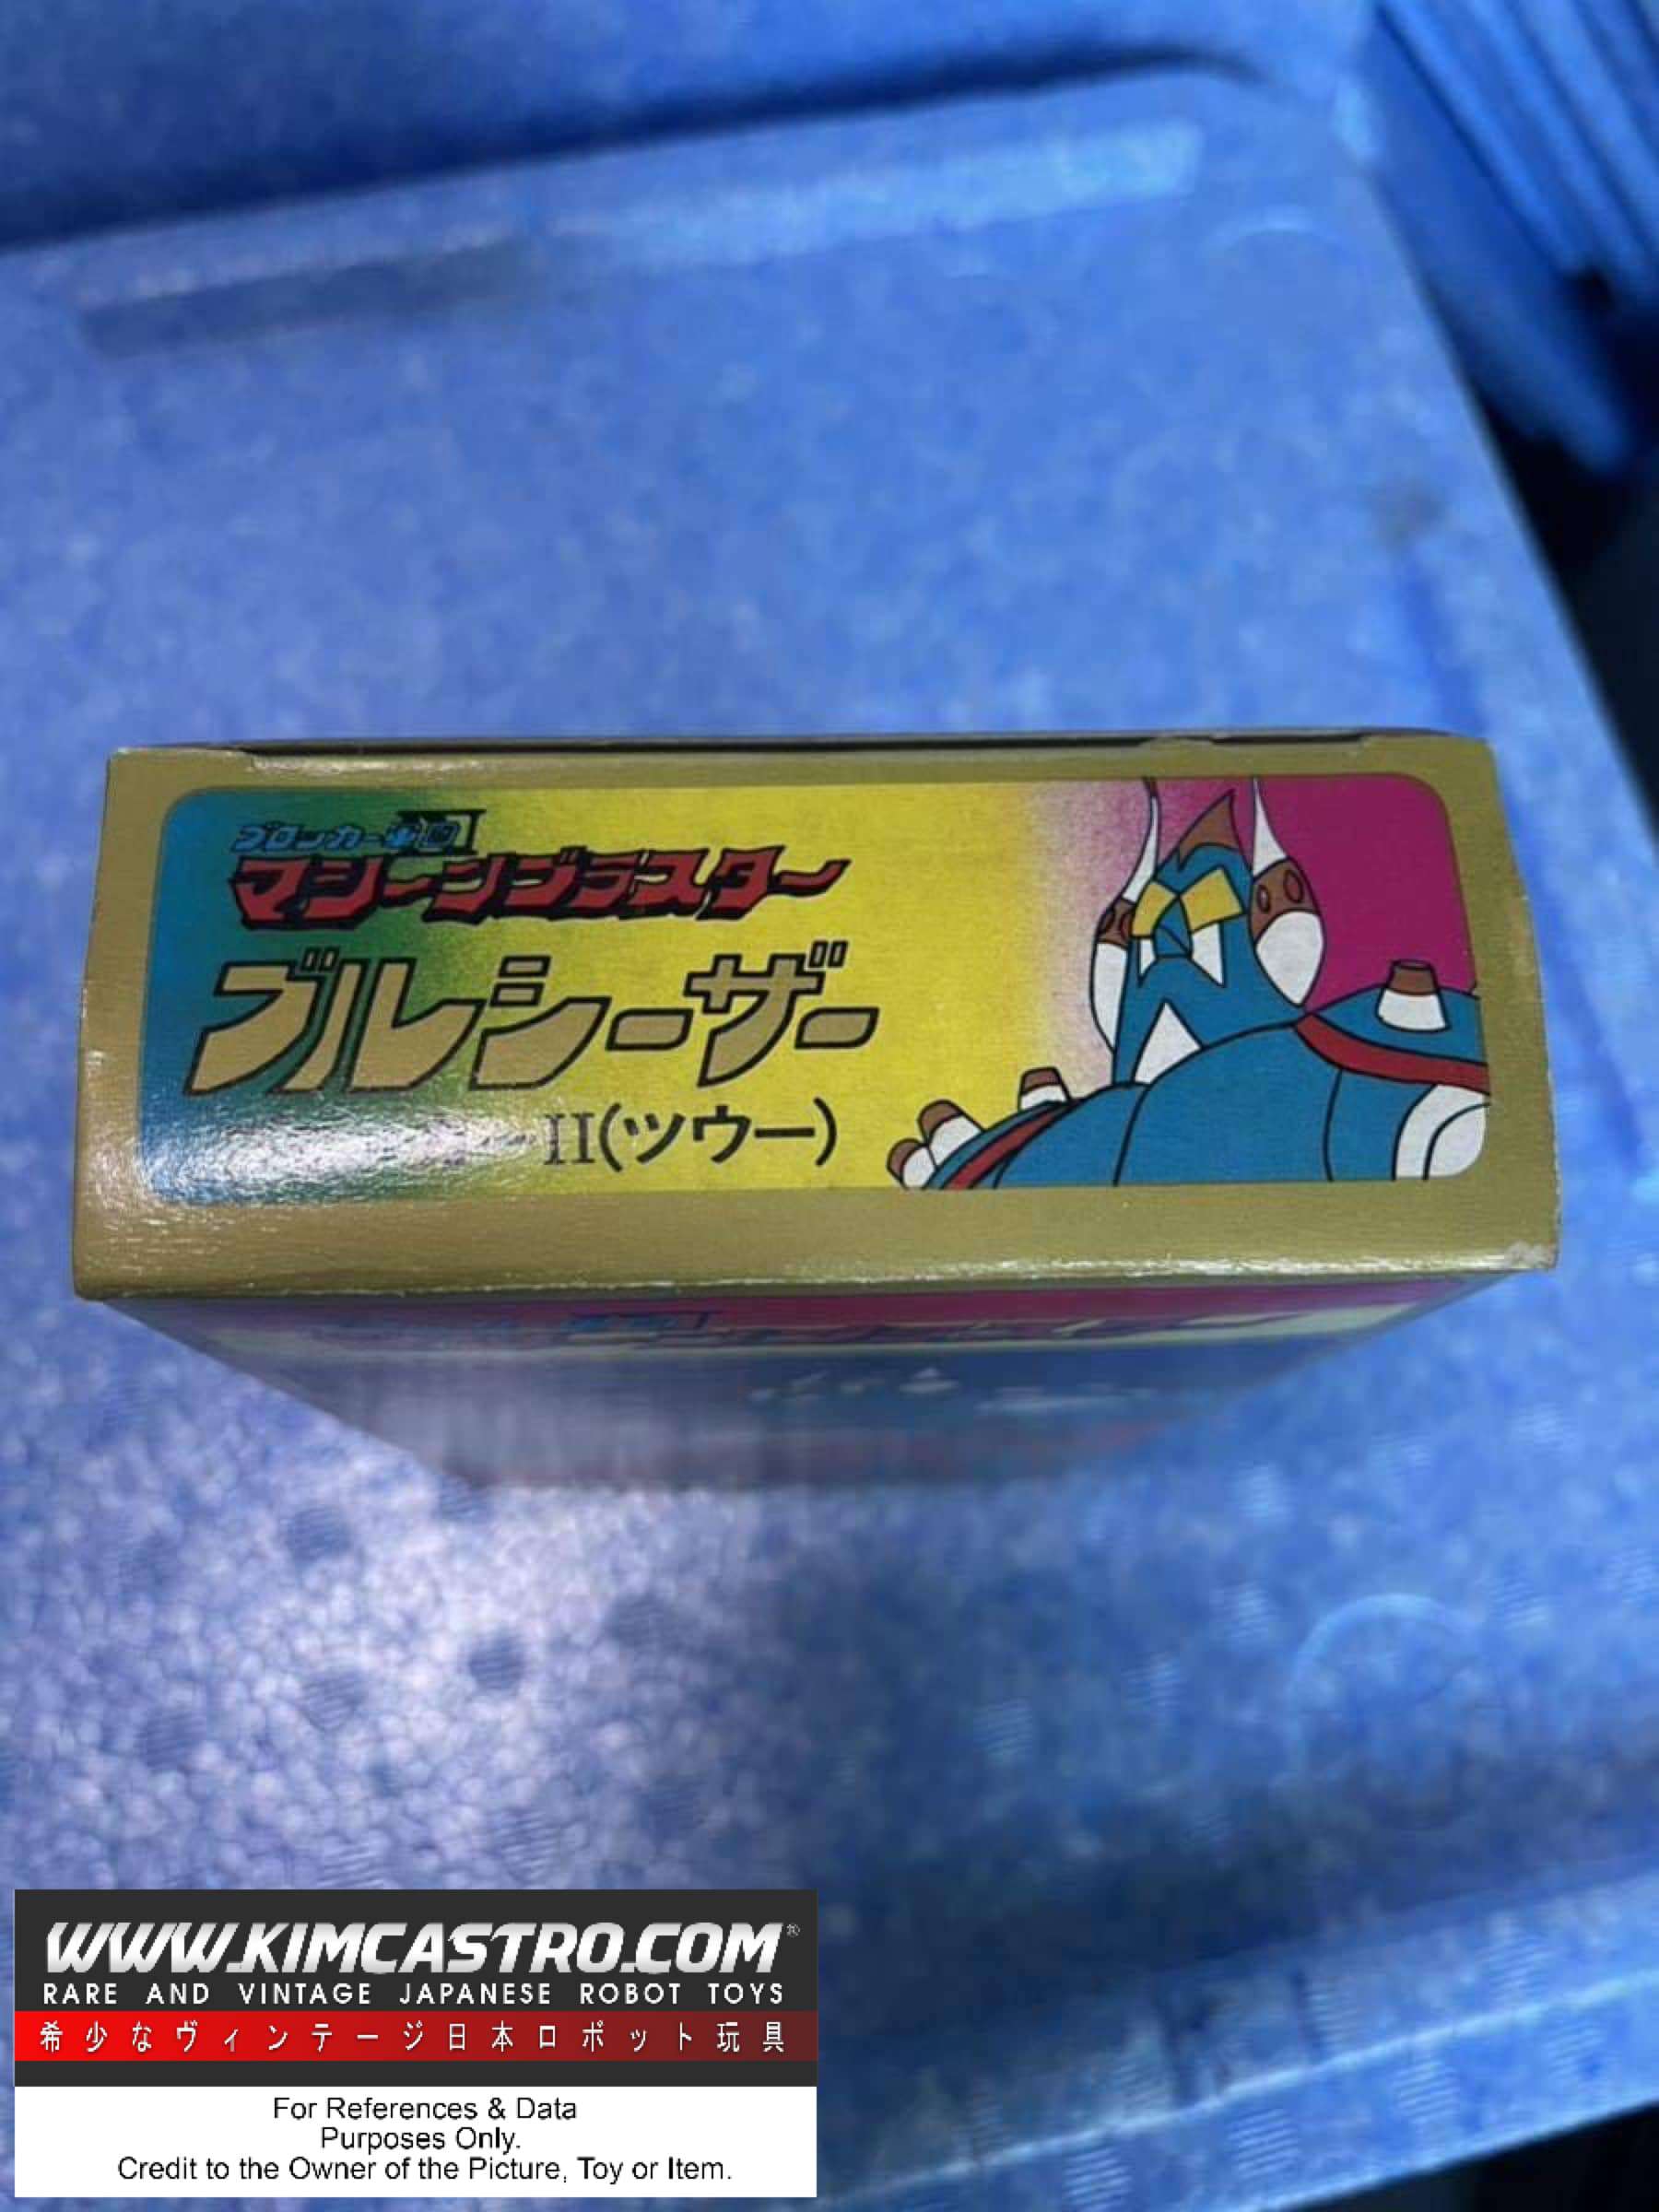 ブロッカー軍団
マシーンブラスター
ブルシーザー
II(ツウー)
WWW.KIMCASTRO.COM®
RARE AND VINTAGE JAPANESE ROBOT TOYS
希少なヴィンテージ日本ロボット玩具
For References & Data
Purposes Only.
Credit to the Owner of the Picture, Toy or Item.